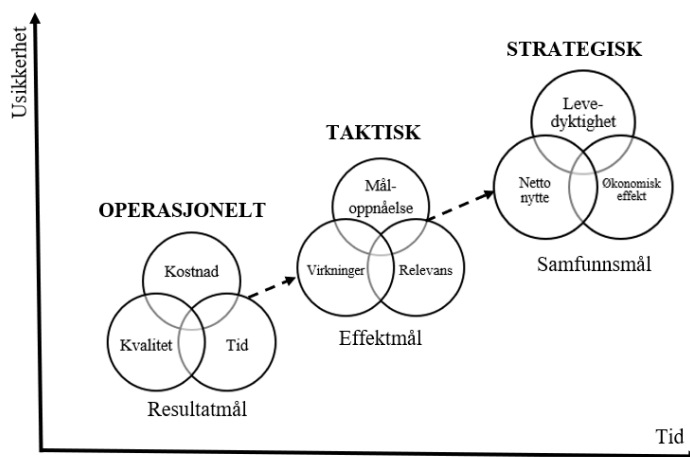 Usikkerhet
STRATEGISK
Leve-
dyktighet
Netto
nytte
Økonomisk
effekt
Samfunnsmål
TAKTISK
Mål-
oppnåelse
Virkninger
Relevans
Effektmål
OPERASJONELT
Kostnad
Kvalitet
Tid
Resultatmål
Tid